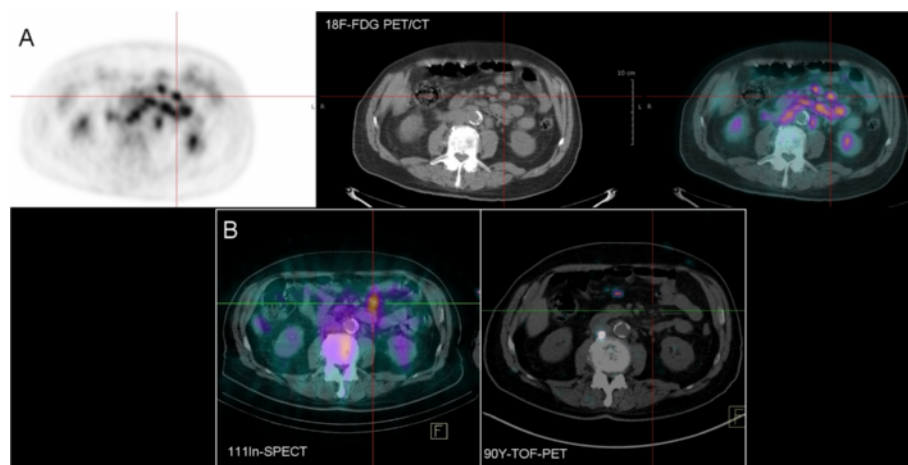 A
18F-FDG PET/CT
L R
10 cm
L R
B
F
F
111In-SPECT
90Y-TOF-PET